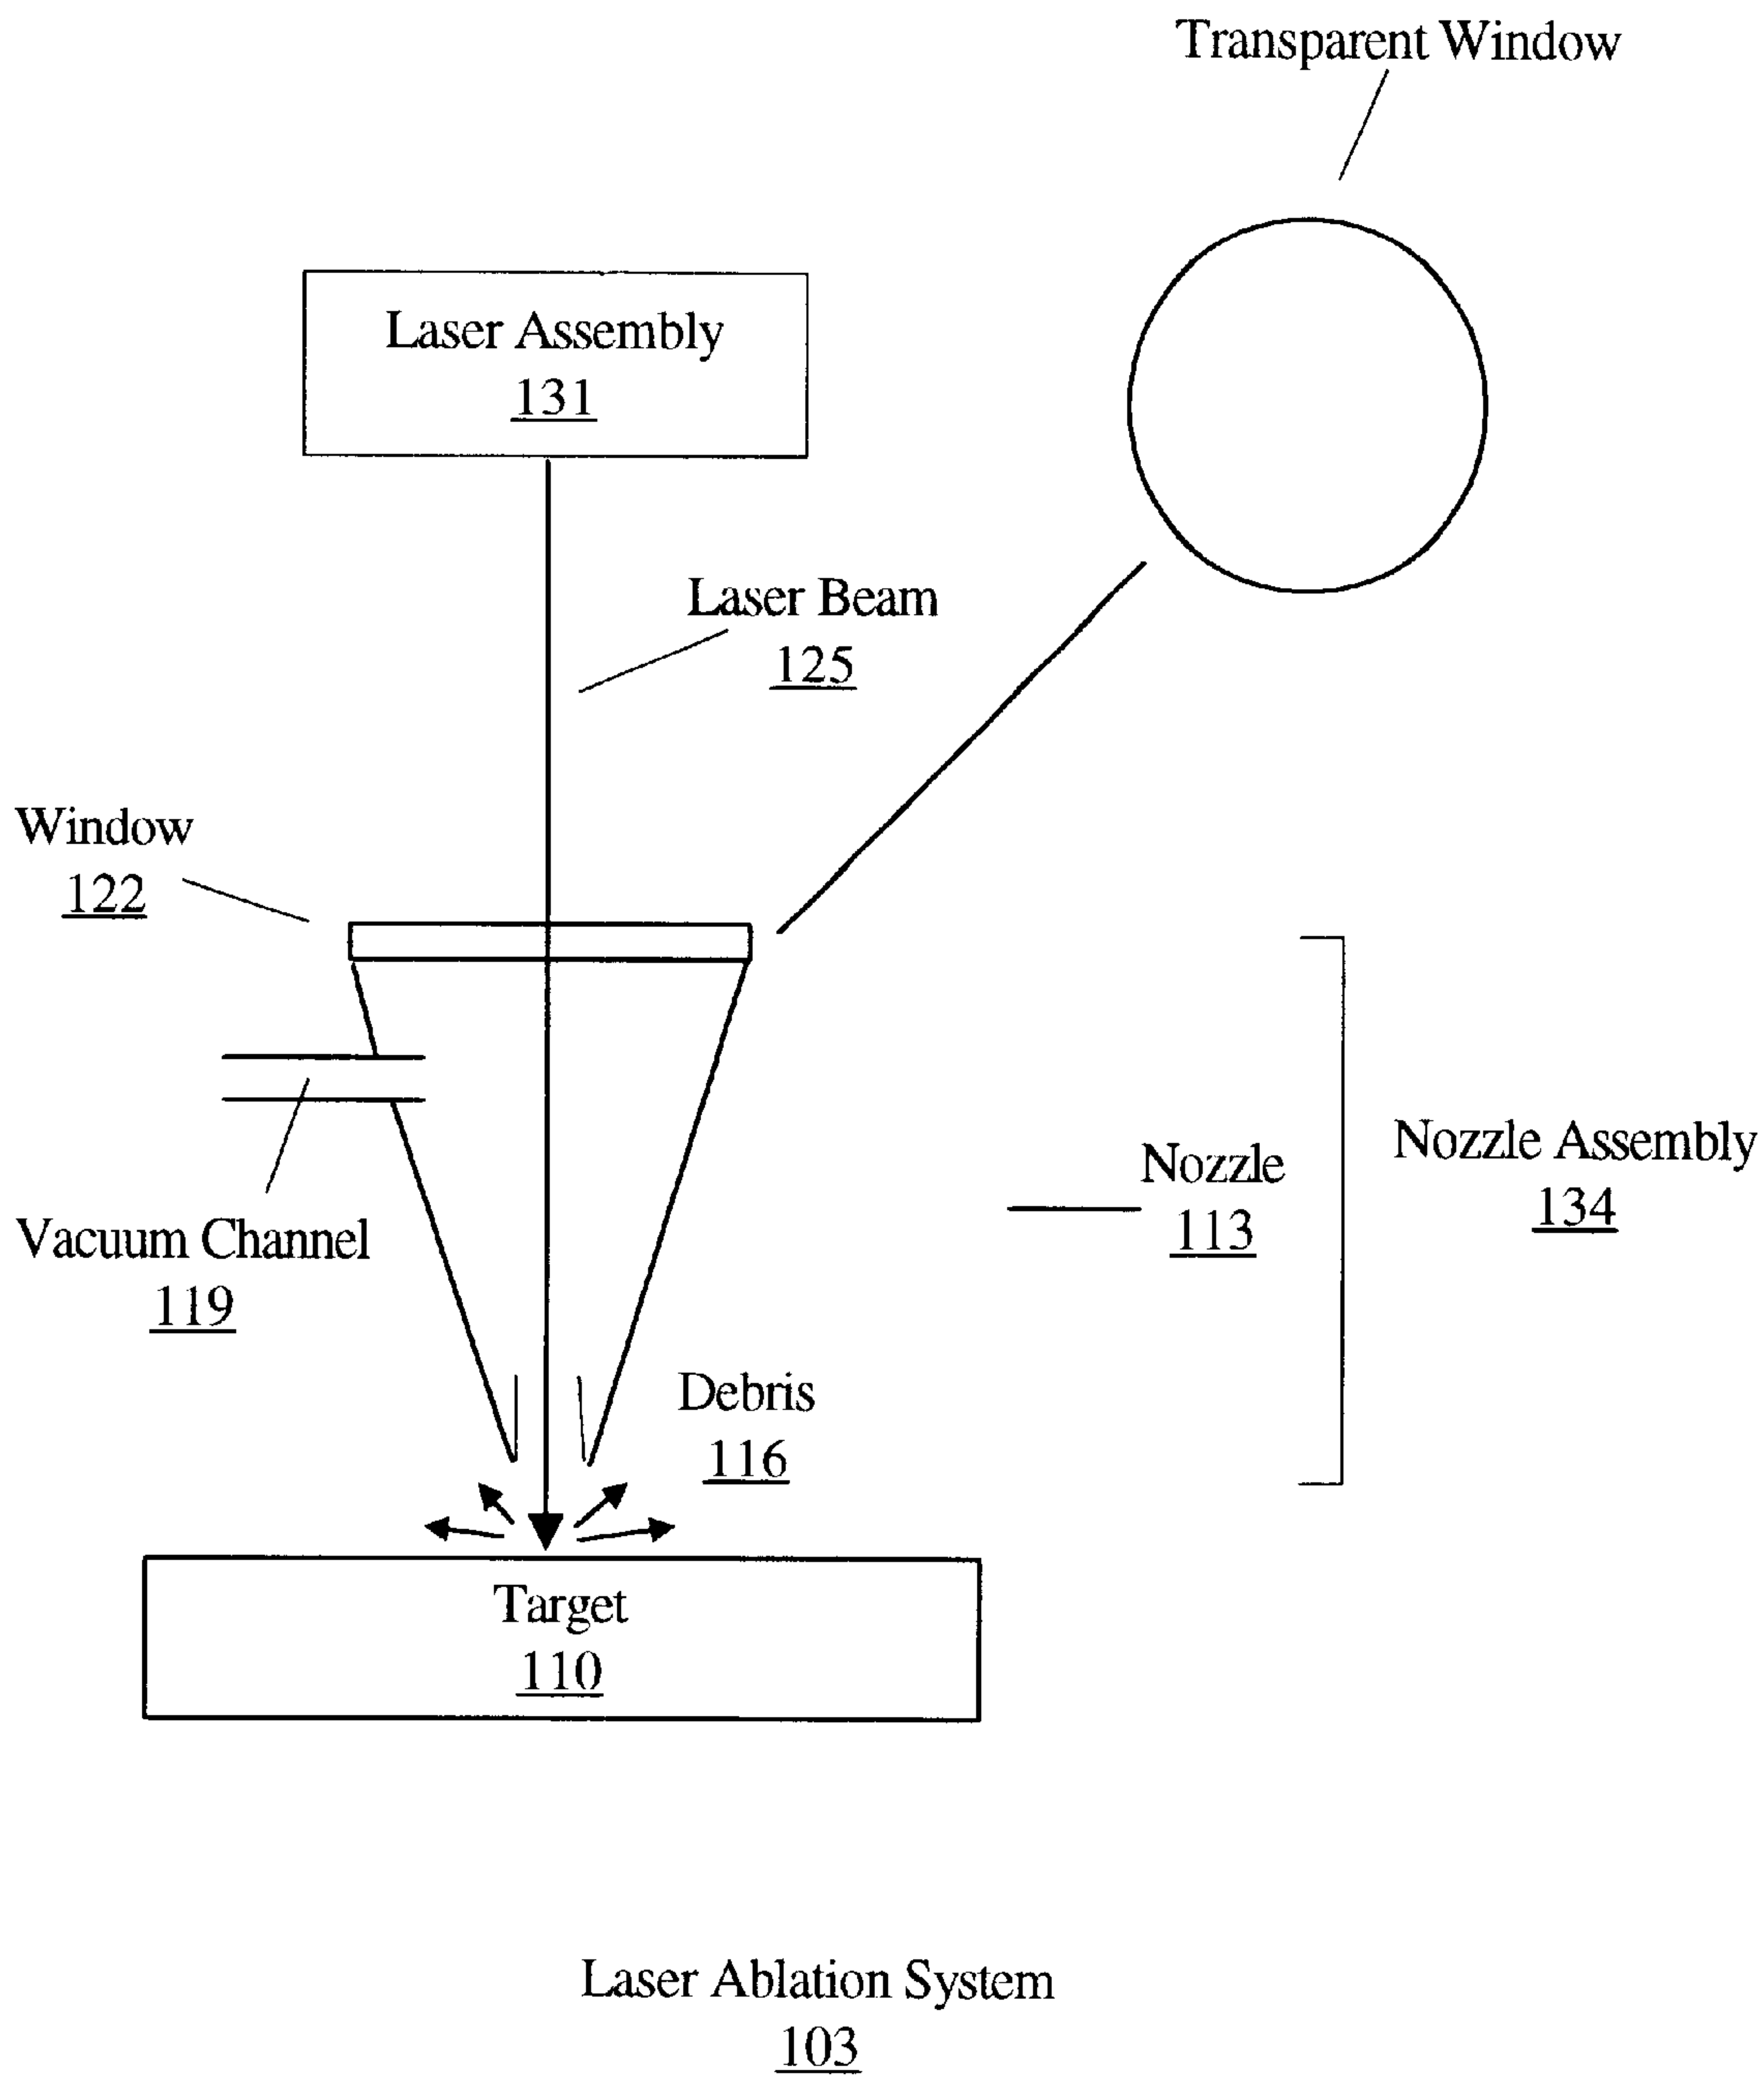 Transparent Window
Laser Assembly
131
Laser Beam
125
Window
122
Vacuum Channel
119
Nozzle
113
Nozzle Assembly
134
Debris
116
Target
110
Laser Ablation System
103